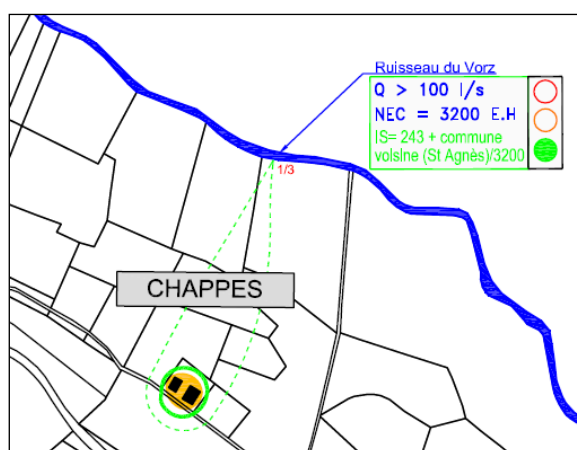 Ruisseau du Vorz
Q > 100 l/s
NEC = 3200 E.H
IS= 243 + commune
voisine (St Agnès)/3200
1/3
CHAPPES